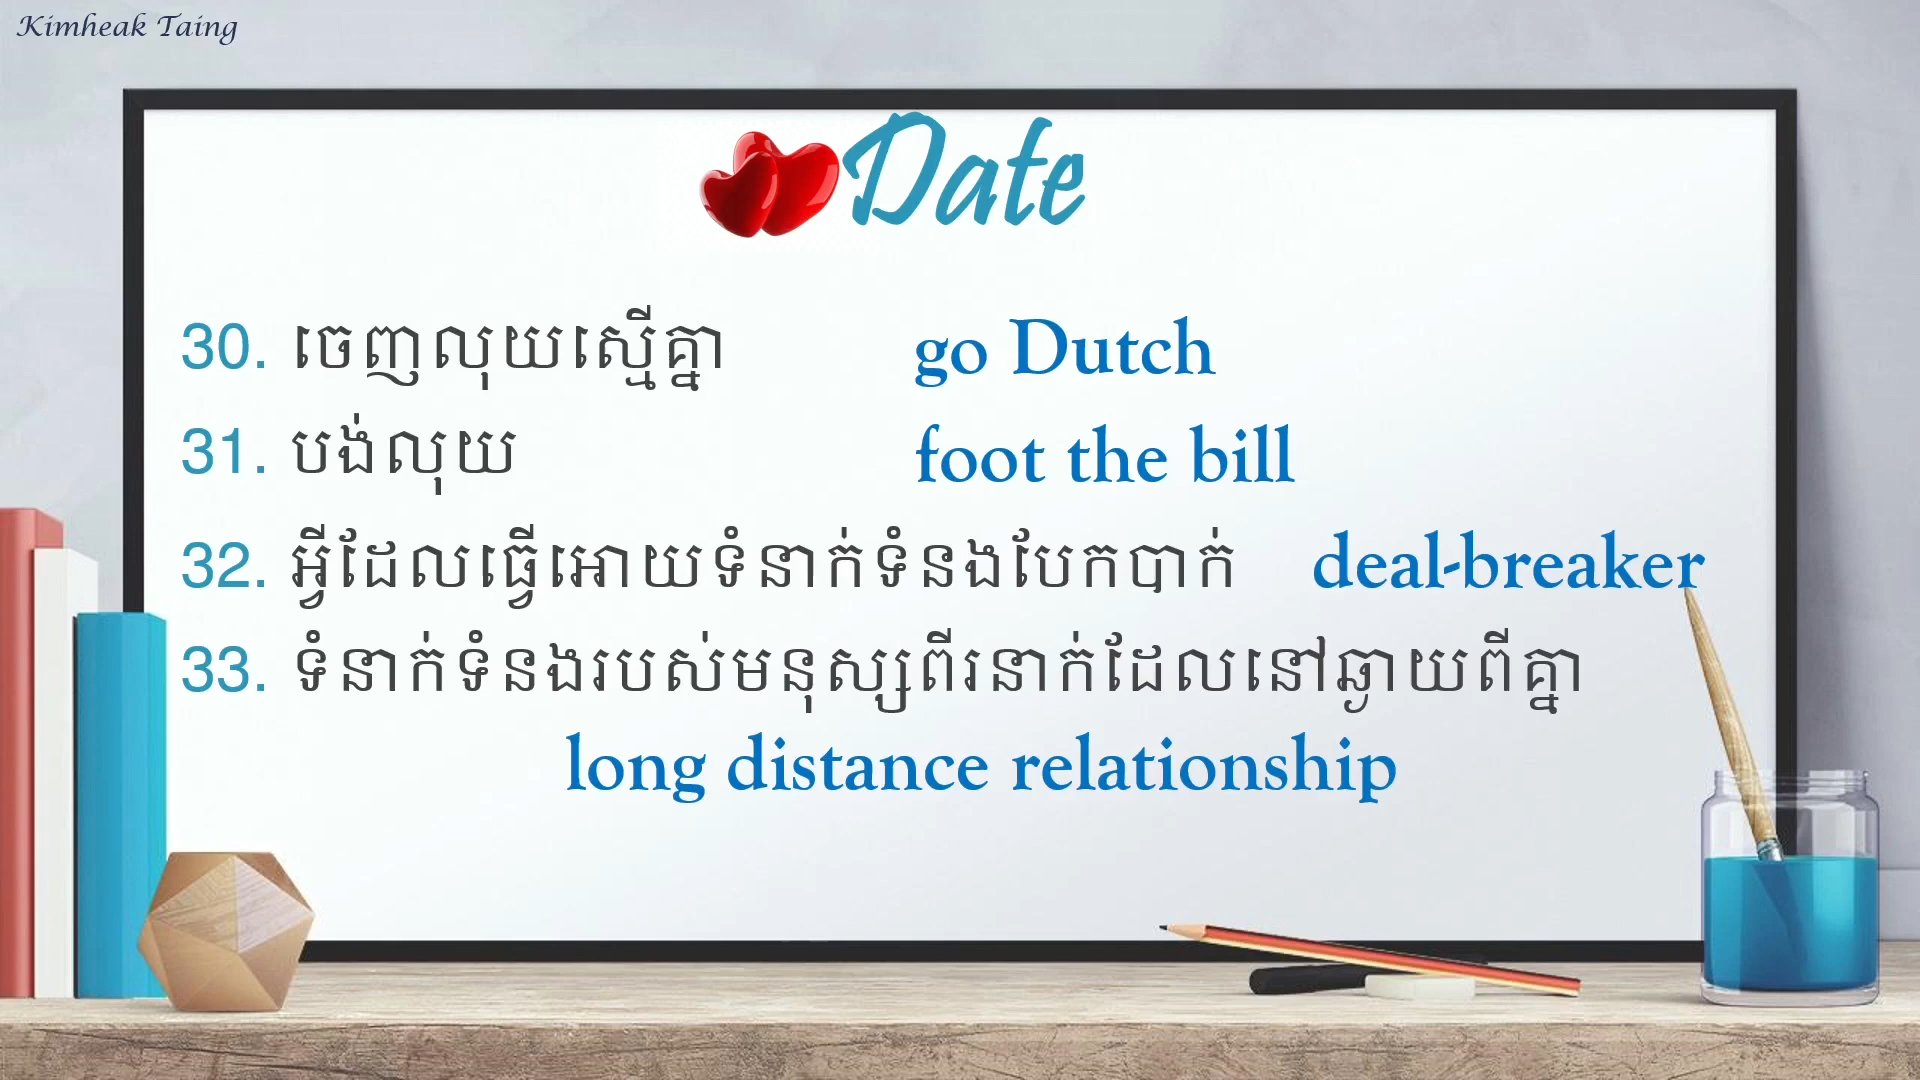 Kimheak Taing
Date
30. ចេញលុយស្មើគ្នា go Dutch
31. បង់លុយ foot the bill
32. អ្វីដែលធ្វើអោយទំនាក់ទំនងបែកបាក់ deal-breaker
33. ទំនាក់ទំនងរបស់មនុស្សពីរនាក់ដែលនៅឆ្ងាយពីគ្នា
long distance relationship